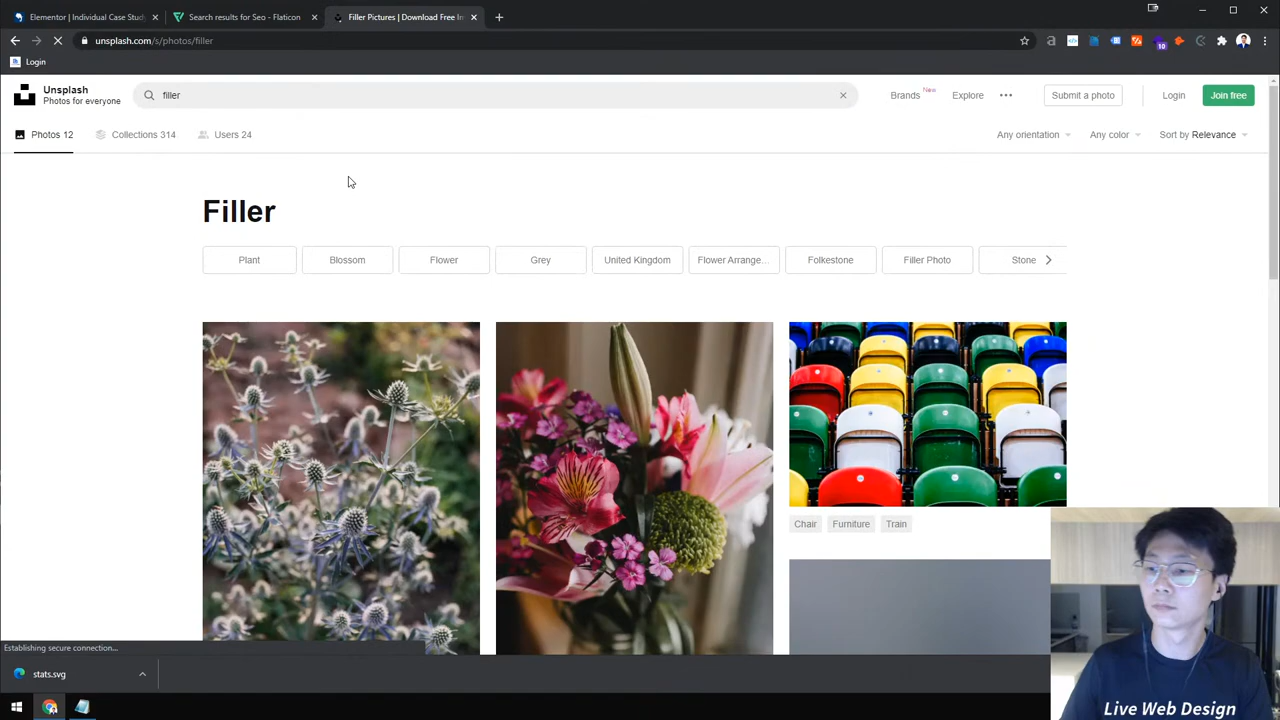 Elementor | Individual Case Stud
Search results for Seo - Flaticon
Filler Pictures | Download Free Im
unsplash.com/s/photos/filler
10
Login
Unsplash
Photos for everyone
filler
Brands New
Explore
Submit a photo
Login
Join free
Photos 12
Collections 314
Users 24
Any orientation
Any color
Sort by Relevance
Filler
Plant
Blossom
Flower
Grey
United Kingdom
Flower Arrange...
Folkestone
Filler Photo
Stone
Chair
Furniture
Train
Establishing secure connection...
stats.svg
Live Web Design